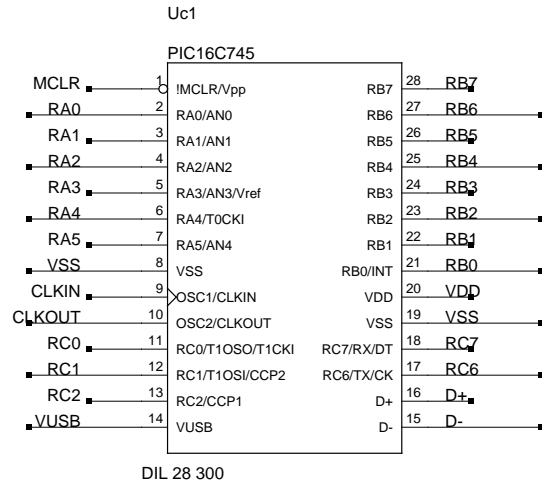 Uc1
PIC16C745
MCLR 1 !MCLR/Vpp RB7 28 RB7
RA0 2 RA0/AN0 RB6 27 RB6
RA1 3 RA1/AN1 RB5 26 RB5
RA2 4 RA2/AN2 RB4 25 RB4
RA3 5 RA3/AN3/Vref RB3 24 RB3
RA4 6 RA4/T0CKI RB2 23 RB2
RA5 7 RA5/AN4 RB1 22 RB1
VSS 8 VSS RB0/INT 21 RB0
CLKIN 9 OSC1/CLKIN VDD 20 VDD
CLKOUT 10 OSC2/CLKOUT VSS 19 VSS
RC0 11 RC0/T1OSO/T1CKI RC7/RX/DT 18 RC7
RC1 12 RC1/T1OSI/CCP2 RC6/TX/CK 17 RC6
RC2 13 RC2/CCP1 D+ 16 D+
VUSB 14 VUSB D- 15 D-
DIL 28 300